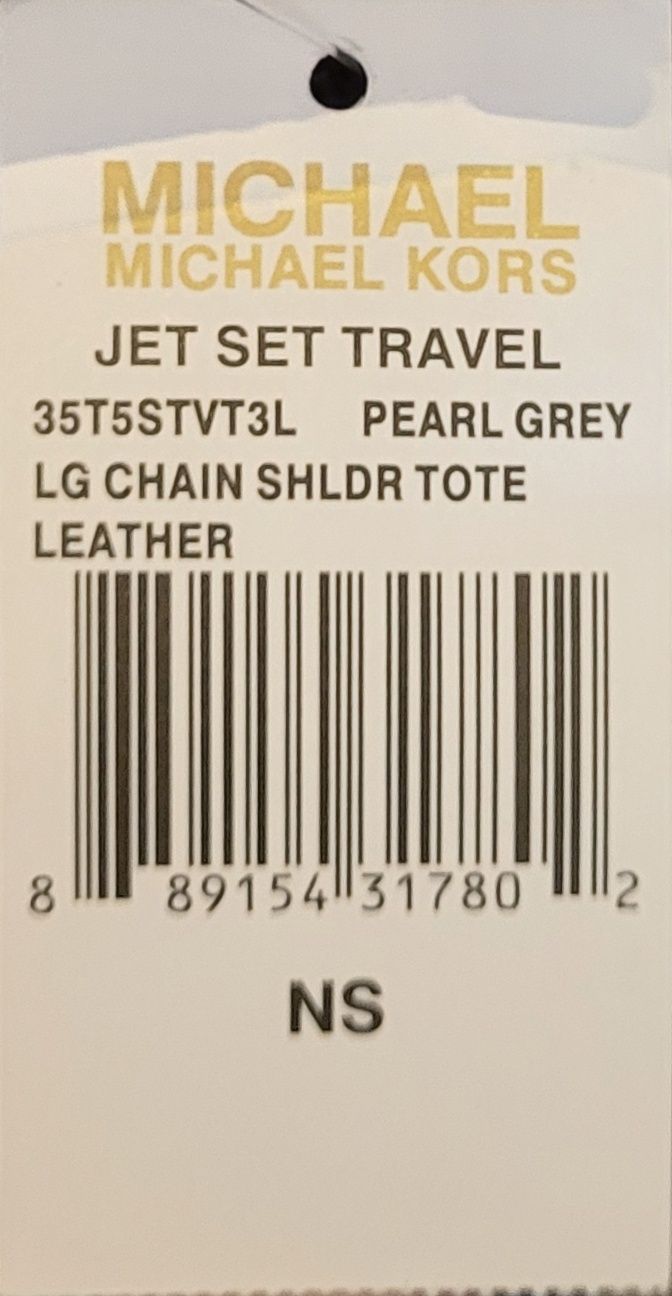 MICHAEL
MICHAEL KORS
JET SET TRAVEL
35T5STVT3L PEARL GREY
LG CHAIN SHLDR TOTE
LEATHER
8 89154 31780 2
NS